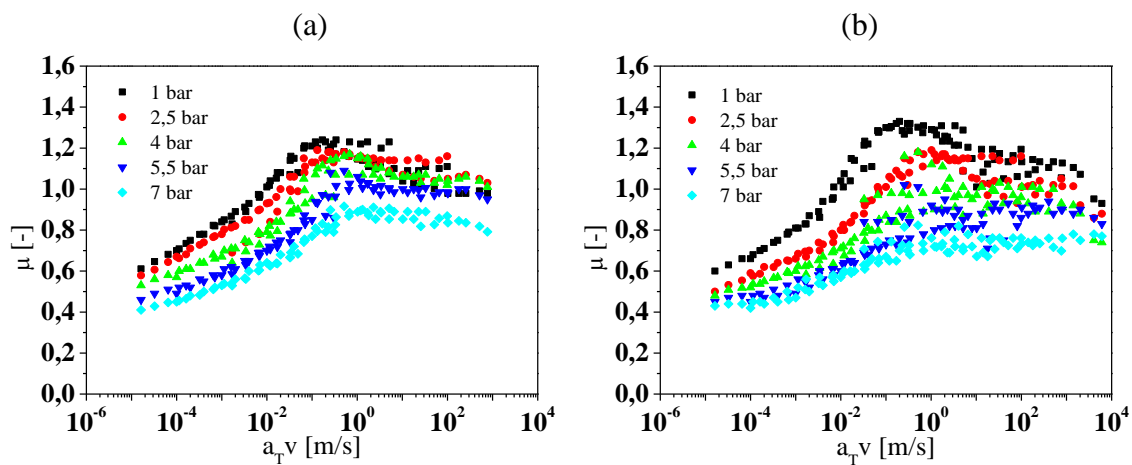 (a)
1,6
1,4
1,2
1,0
0,8
0,6
0,4
0,2
0,0
μ [-]
1 bar
2,5 bar
4 bar
5,5 bar
7 bar
10^-6 10^-4 10^-2 10^0 10^2 10^4
a_T v [m/s]
(b)
1,6
1,4
1,2
1,0
0,8
0,6
0,4
0,2
0,0
μ [-]
1 bar
2,5 bar
4 bar
5,5 bar
7 bar
10^-6 10^-4 10^-2 10^0 10^2 10^4
a_T v [m/s]